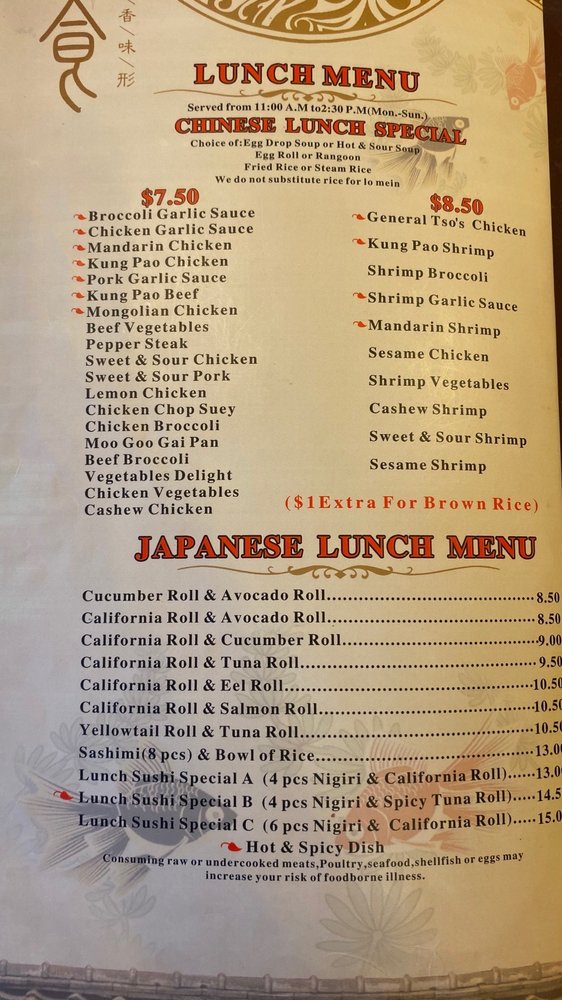 食
香/味/形
LUNCH MENU
Served from 11:00 A.M to2:30 P.M(Mon.-Sun.)
CHINESE LUNCH SPECIAL
Choice of:Egg Drop Soup or Hot & Sour Soup
Egg Roll or Rangoon
Fried Rice or Steam Rice
We do not substitute rice for lo mein
$7.50
Broccoli Garlic Sauce
Chicken Garlic Sauce
Mandarin Chicken
Kung Pao Chicken
Pork Garlic Sauce
Kung Pao Beef
Mongolian Chicken
Beef Vegetables
Pepper Steak
Sweet & Sour Chicken
Sweet & Sour Pork
Lemon Chicken
Chicken Chop Suey
Chicken Broccoli
Moo Goo Gai Pan
Beef Broccoli
Vegetables Delight
Chicken Vegetables
Cashew Chicken
$8.50
General Tso's Chicken
Kung Pao Shrimp
Shrimp Broccoli
Shrimp Garlic Sauce
Mandarin Shrimp
Sesame Chicken
Shrimp Vegetables
Cashew Shrimp
Sweet & Sour Shrimp
Sesame Shrimp
($1Extra For Brown Rice)
JAPANESE LUNCH MENU
Cucumber Roll & Avocado Roll 8.50
California Roll & Avocado Roll 8.50
California Roll & Cucumber Roll 9.00
California Roll & Tuna Roll 9.50
California Roll & Eel Roll 10.50
California Roll & Salmon Roll 10.50
Yellowtail Roll & Tuna Roll 10.50
Sashimi(8 pcs) & Bowl of Rice 13.00
Lunch Sushi Special A (4 pcs Nigiri & California Roll) 13.0
Lunch Sushi Special B (4 pcs Nigiri & Spicy Tuna Roll) 14.5
Lunch Sushi Special C (6 pcs Nigiri & California Roll) 15.0
Hot & Spicy Dish
Consuming raw or undercooked meats,Poultry,seafood,shellfish or eggs may
increase your risk of foodborne illness.